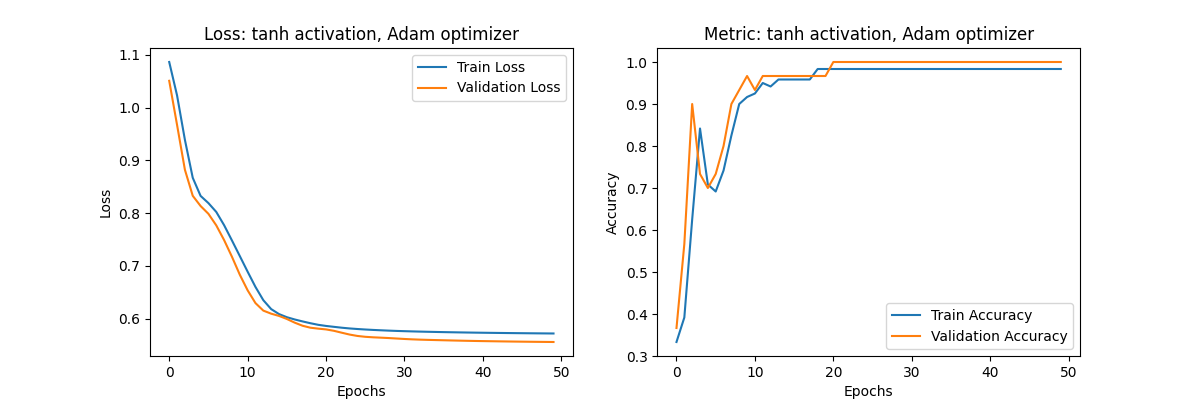 Loss: tanh activation, Adam optimizer
1.1
1.0
0.9
0.8
0.7
0.6
Loss
0
10
20
30
40
50
Epochs
Train Loss
Validation Loss
Metric: tanh activation, Adam optimizer
1.0
0.9
0.8
0.7
0.6
0.5
0.4
0.3
Accuracy
0
10
20
30
40
50
Epochs
Train Accuracy
Validation Accuracy